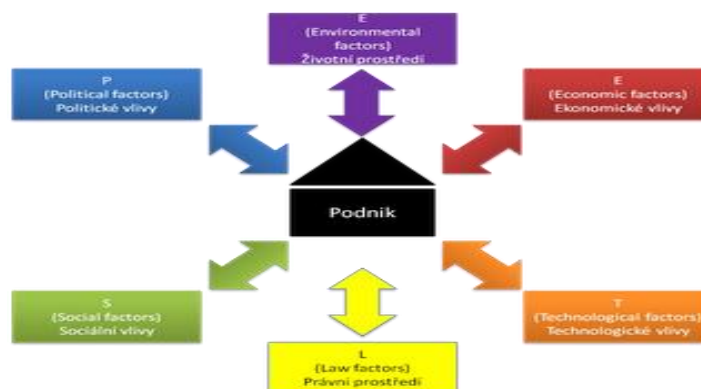 E
(Environmental
factors)
Životní prostředí
P
(Political factors)
Politické vlivy
E
(Economic factors)
Ekonomické vlivy
Podnik
S
(Social factors)
Sociální vlivy
T
(Technological factors)
Technologické vlivy
L
(Law factors)
Právní prostředí